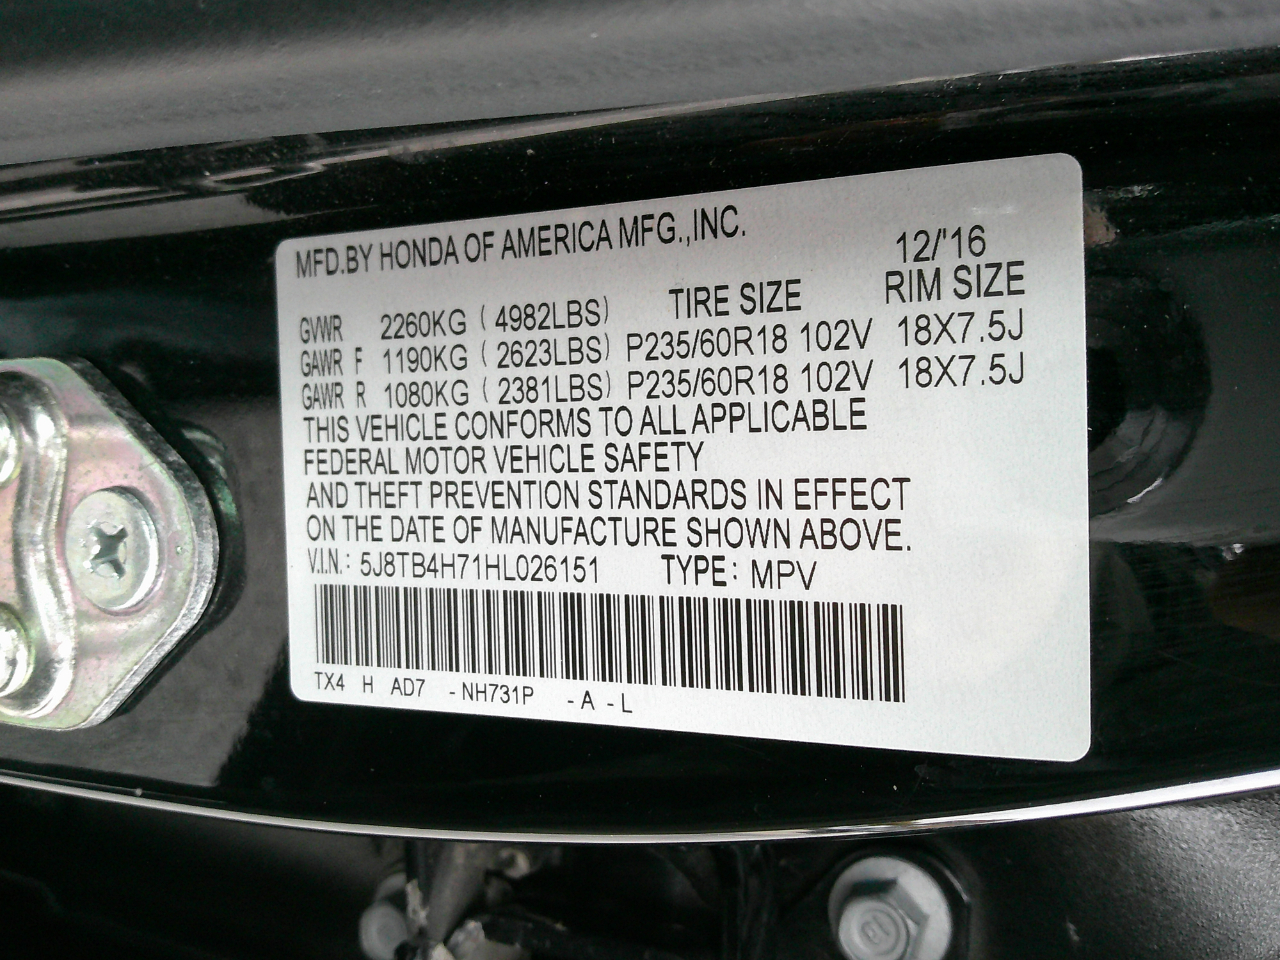 MFD.BY HONDA OF AMERICA MFG.,INC.
12/'16
TIRE SIZE RIM SIZE
GVWR 2260KG ( 4982LBS)
GAWR F 1190KG ( 2623LBS) P235/60R18 102V 18X7.5J
GAWR R 1080KG ( 2381LBS) P235/60R18 102V 18X7.5J
THIS VEHICLE CONFORMS TO ALL APPLICABLE
FEDERAL MOTOR VEHICLE SAFETY
AND THEFT PREVENTION STANDARDS IN EFFECT
ON THE DATE OF MANUFACTURE SHOWN ABOVE.
V.I.N.: 5J8TB4H71HL026151 TYPE: MPV
TX4 H AD7 -NH731P -A -L